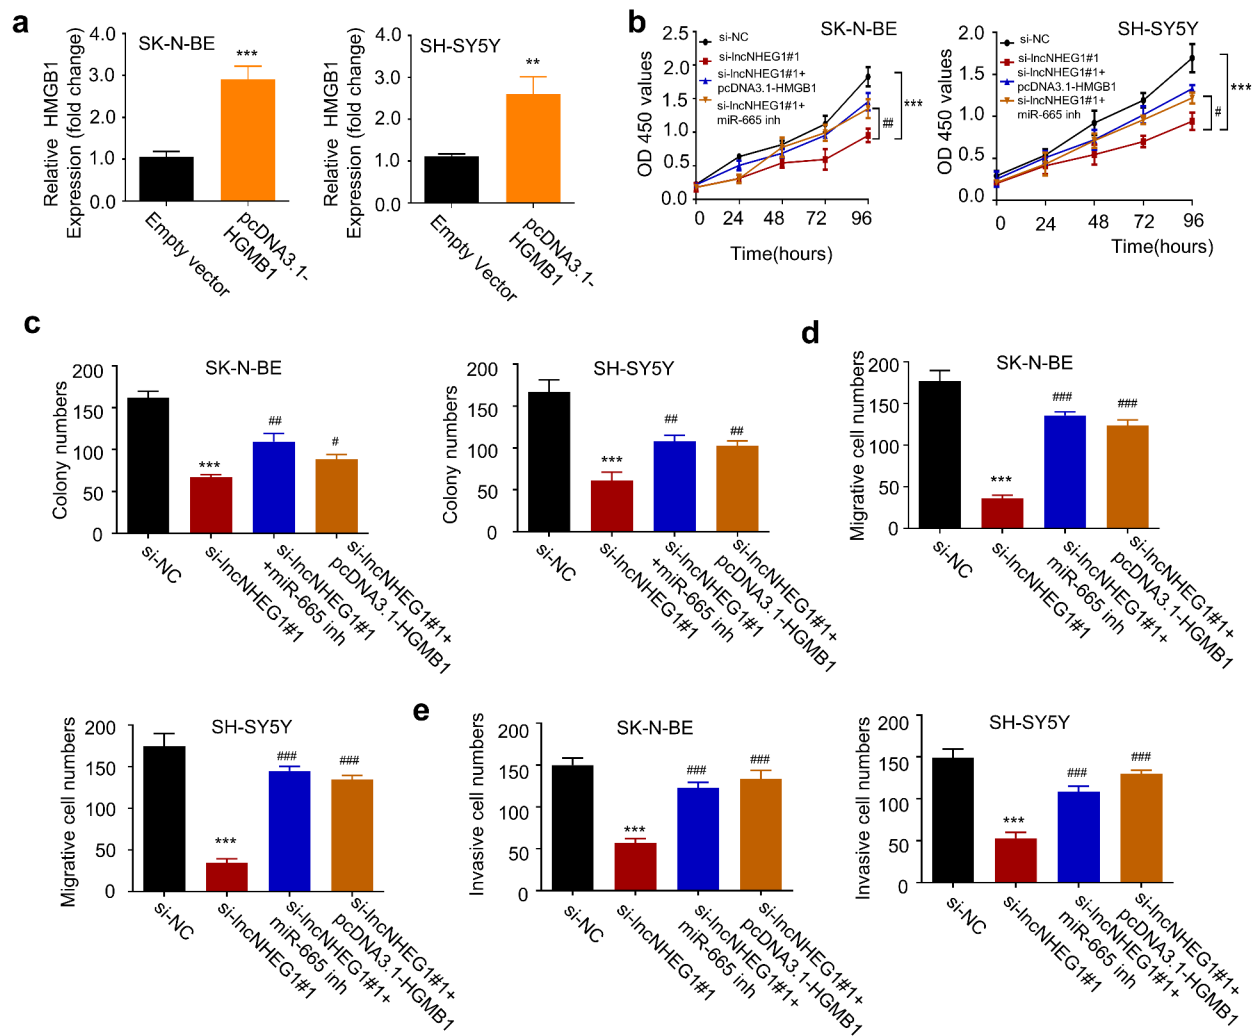 a
Relative HMGB1
Expression (fold change)
4.0
3.0
2.0
1.0
0.0
SK-N-BE
***
Empty vector
pcDNA3.1-
HGMB1
Relative HMGB1
Expression (fold change)
4.0
3.0
2.0
1.0
0.0
SH-SY5Y
**
Empty Vector
pcDNA3.1-
HGMB1
b
SK-N-BE
OD 450 values
2.5
2.0
1.5
1.0
0.5
0.0
si-NC
si-lncNHEG1#1
si-lncNHEG1#1+
pcDNA3.1-HMGB1
si-lncNHEG1#1+
miR-665 inh
##
***
0 24 48 72 96
Time(hours)
SH-SY5Y
OD 450 values
2.0
1.5
1.0
0.5
0.0
si-NC
si-lncNHEG1#1
si-lncNHEG1#1+
pcDNA3.1-HMGB1
si-lncNHEG1#1+
miR-665 inh
#
***
0 24 48 72 96
Time(hours)
c
SK-N-BE
Colony numbers
200
150
100
50
0
***
##
#
si-NC
si-lncNHEG1#1
si-lncNHEG1#1
+miR-665 inh
si-lncNHEG1#1+
pcDNA3.1-HGMB1
SH-SY5Y
Colony numbers
200
150
100
50
0
***
##
##
si-NC
si-lncNHEG1#1
si-lncNHEG1#1
+miR-665 inh
si-lncNHEG1#1+
pcDNA3.1-HGMB1
d
SK-N-BE
Migrative cell numbers
200
150
100
50
0
***
###
###
si-NC
si-lncNHEG1#1
si-lncNHEG1#1+
miR-665 inh
si-lncNHEG1#1+
pcDNA3.1-HGMB1
SH-SY5Y
Migrative cell numbers
200
150
100
50
0
***
###
###
si-NC
si-lncNHEG1#1
si-lncNHEG1#1+
miR-665 inh
si-lncNHEG1#1+
pcDNA3.1-HGMB1
e
SK-N-BE
Invasive cell numbers
200
150
100
50
0
***
###
###
si-NC
si-lncNHEG1#1
si-lncNHEG1#1+
miR-665 inh
si-lncNHEG1#1+
pcDNA3.1-HGMB1
SH-SY5Y
Invasive cell numbers
200
150
100
50
0
***
###
###
si-NC
si-lncNHEG1#1
si-lncNHEG1#1+
miR-665 inh
si-lncNHEG1#1+
pcDNA3.1-HGMB1